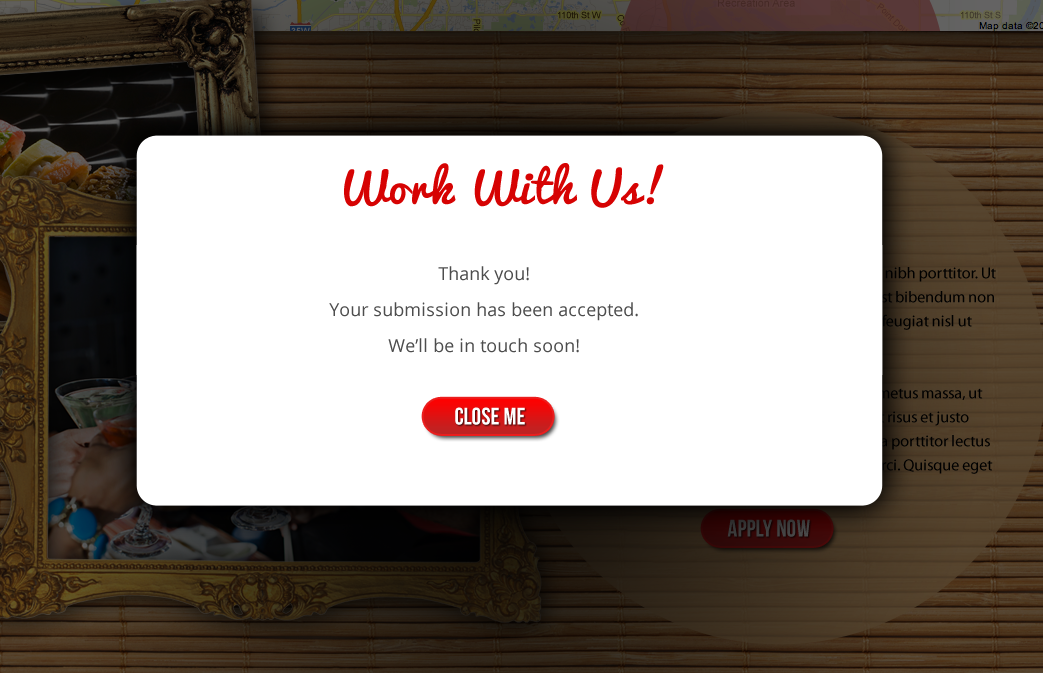 Recreation Area
110th St W
110th St S
Map data ©20
Work With Us!
Thank you!
Your submission has been accepted.
We’ll be in touch soon!
CLOSE ME
nibh porttitor. Ut
st bibendum non
feugiat nisl ut
metus massa, ut
risus et justo
a porttitor lectus
rci. Quisque eget
APPLY NOW